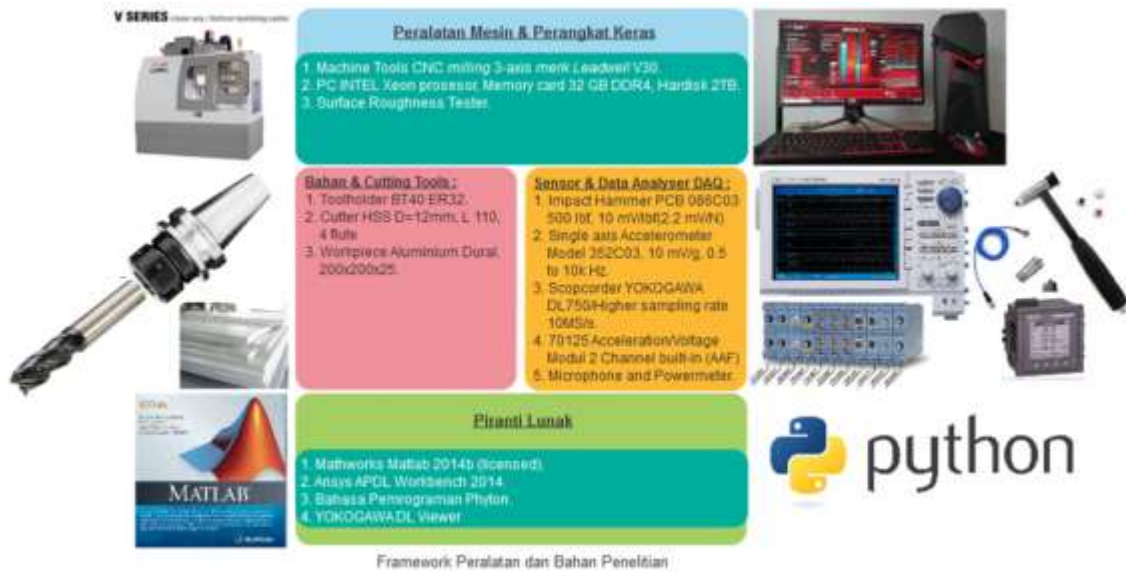 V SERIES
Peralatan Mesin & Perangkat Keras
1. Machine Tools CNC milling 3-axis merk Leadwell V30.
2. PC INTEL Xeon prosesor, Memory card 32 GB DDR4, Hardisk 2TB.
3. Surface Roughness Tester.
Bahan & Cutting Tools :
1. Toolholder BT40 ER32.
2. Cutter HSS D=12mm, L 110,
4 flute
3. Workpiece Aluminium Dural,
200x200x25.
Sensor & Data Analyser DAQ :
1. Impact Hammer PCB 086C03
500 lbf, 10 mV/lbf(2.2 mV/N)
2. Single axis Accelerometer
Model 352C03, 10 mV/g, 0.5
to 10k Hz.
3. Scopcorder YOKOGAWA
DL750/Higher sampling rate
10MS/s.
4. 70125 Acceleration/Voltage
Modul 2 Channel built-in (AAF)
5. Microphone and Powermeter.
MATLAB
Piranti Lunak
1. Mathworks Matlab 2014b (licensed).
2. Ansys APDL Workbench 2014.
3. Bahasa Pemrograman Phyton.
4. YOKOGAWA DL Viewer
python
Framework Peralatan dan Bahan Penelitian